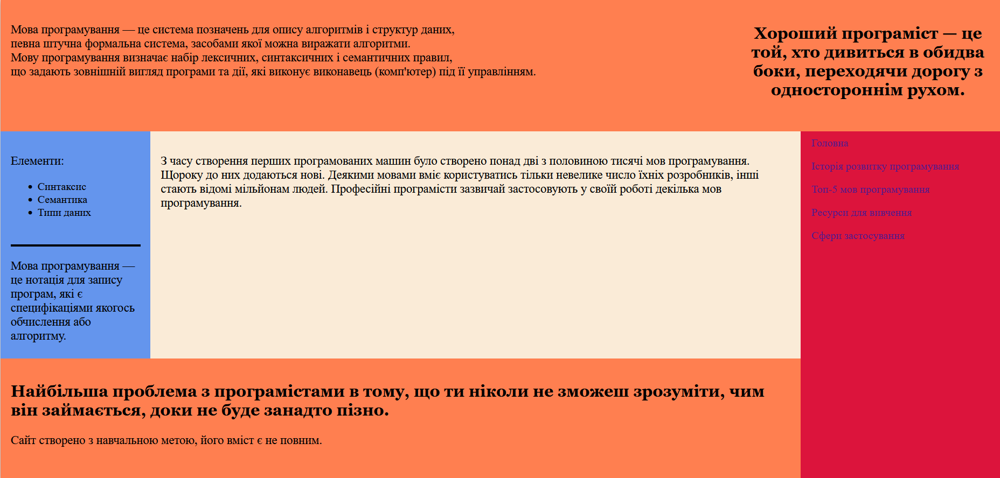 Мова програмування — це система позначень для опису алгоритмів і структур даних,
певна штучна формальна система, засобами якої можна виражати алгоритми.
Мову програмування визначає набір лексичних, синтаксичних і семантичних правил,
що задають зовнішній вигляд програми та дії, які виконує виконавець (комп'ютер) під її управлінням.
Хороший програміст — це
той, хто дивиться в обидва
боки, переходячи дорогу з
одностороннім рухом.
Елементи:
Синтаксис
Семантика
Типи даних
Мова програмування —
це нотація для запису
програм, які є
специфікаціями якогось
обчислення або
алгоритму.
З часу створення перших програмованих машин було створено понад дві з половиною тисячі мов програмування.
Щороку до них додаються нові. Деякими мовами вміє користуватись тільки невелике число їхніх розробників, інші
стають відомі мільйонам людей. Професійні програмісти зазвичай застосовують у своїй роботі декілька мов
програмування.
Головна
Історія розвитку програмування
Топ-5 мов програмування
Ресурси для вивчення
Сфери застосування
Найбільша проблема з програмістами в тому, що ти ніколи не зможеш зрозуміти, чим
він займається, доки не буде занадто пізно.
Сайт створено з навчальною метою, його вміст є не повним.